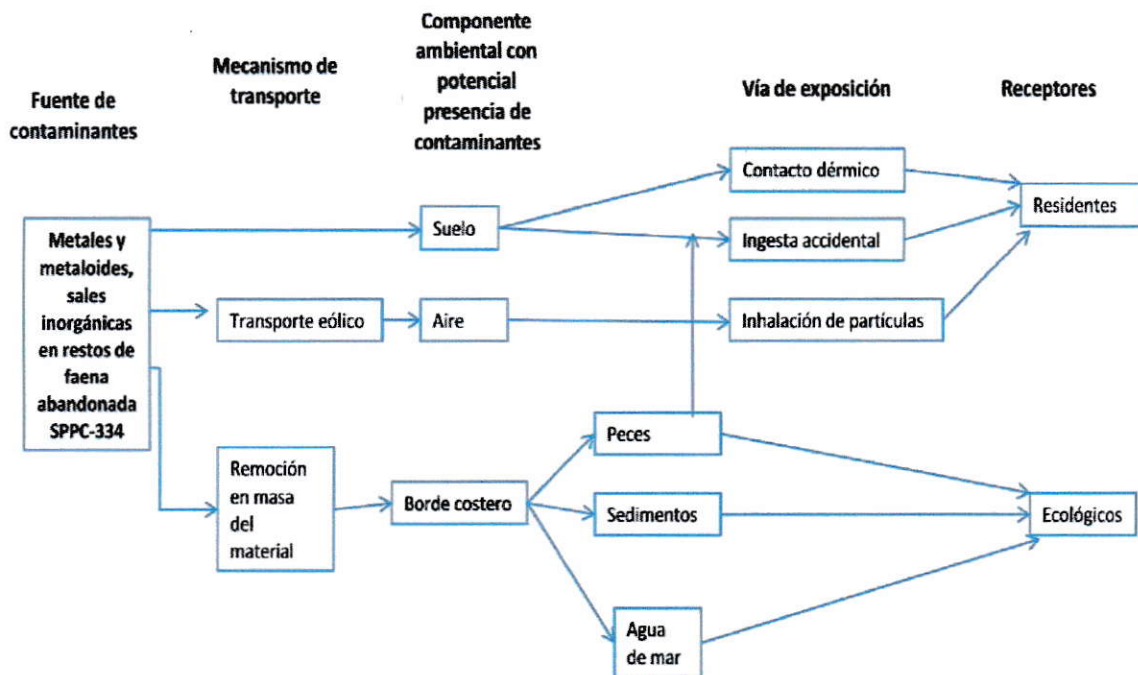 Fuente de
contaminantes
Mecanismo de
transporte
Componente
ambiental con
potencial
presencia de
contaminantes
Vía de exposición
Receptores
Metales y
metaloides,
sales
inorgánicas
en restos de
faena
abandonada
SPPC-334
Transporte eólico
Remoción
en masa
del
material
Suelo
Aire
Borde costero
Peces
Sedimentos
Agua
de mar
Contacto dérmico
Ingesta accidental
Inhalación de partículas
Residentes
Ecológicos